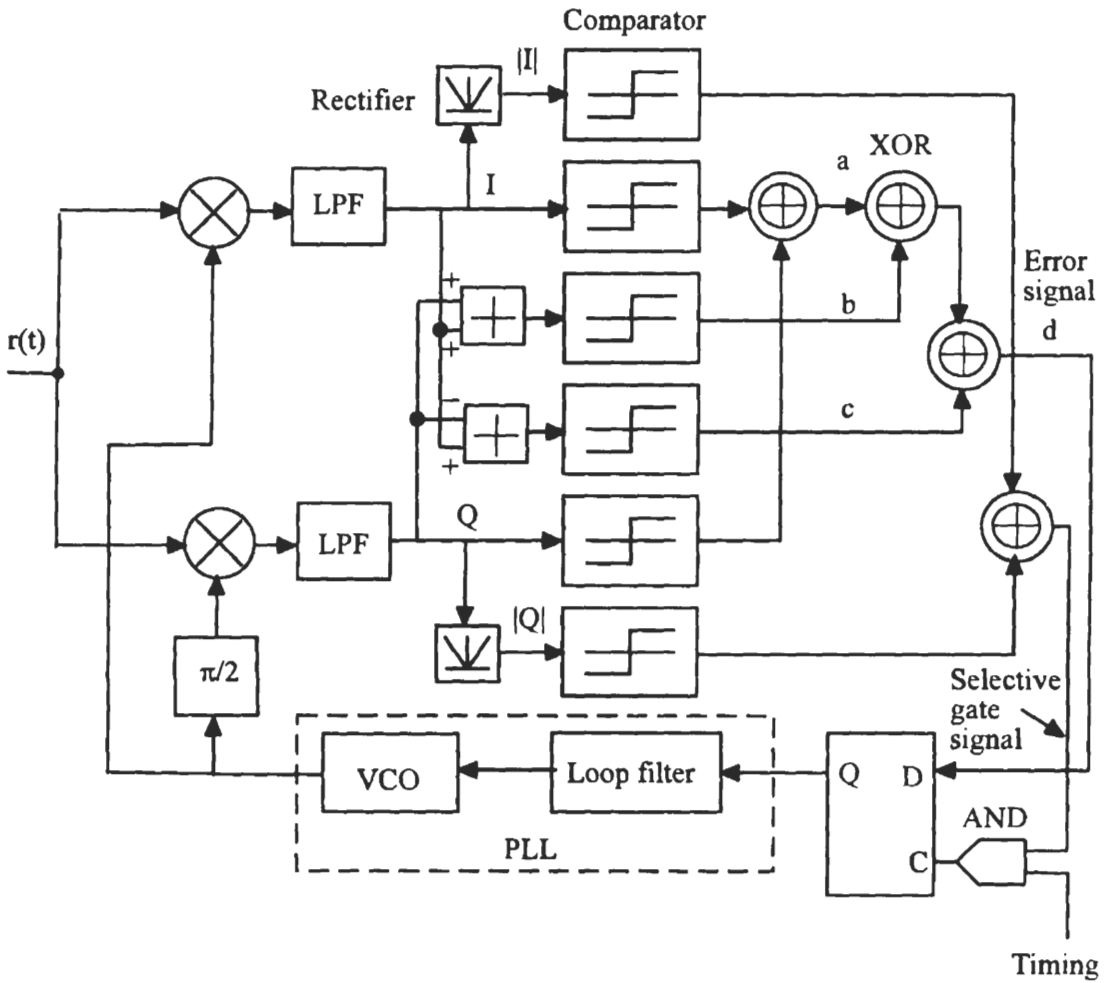 Comparator
|I|
Rectifier
XOR
a
LPF
I
+
Error
signal
r(t)
b
d
+
−
c
+
Q
LPF
|Q|
π/2
Selective
gate
signal
VCO
Loop filter
Q
D
AND
PLL
C
Timing